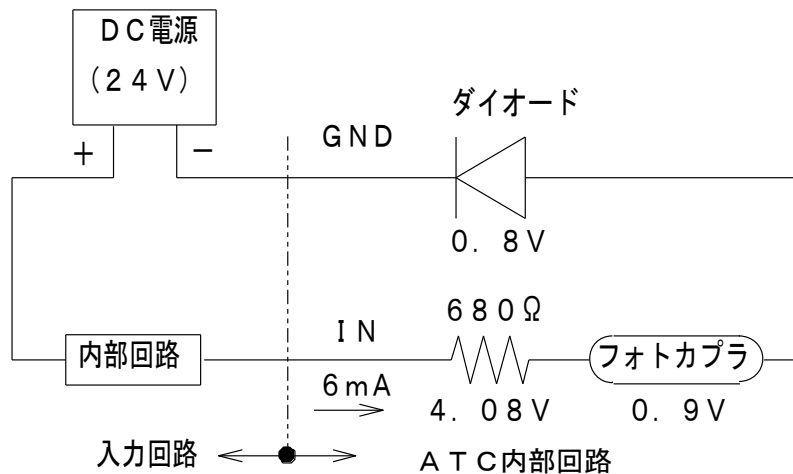 DC電源
(24V)
+
-
GND
ダイオード
0.8V
680Ω
IN
内部回路
フォトカプラ
6mA
4.08V
0.9V
入力回路
ATC内部回路